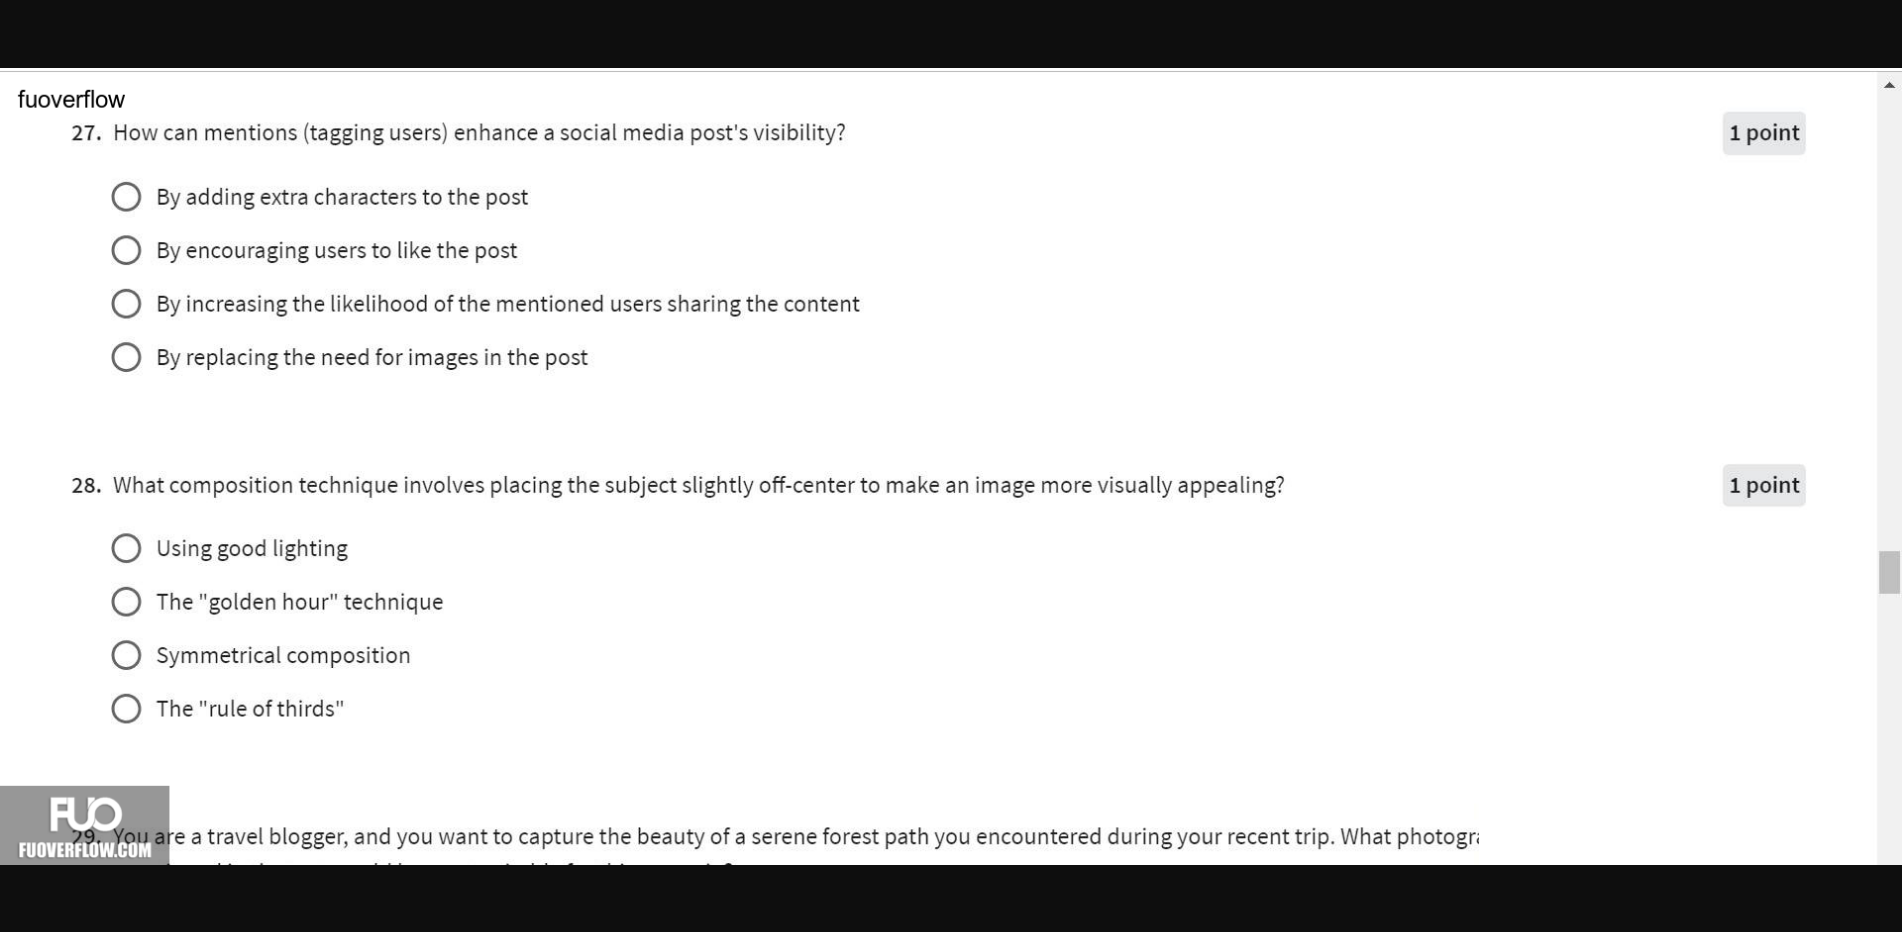 fuoverflow
27. How can mentions (tagging users) enhance a social media post's visibility?
1 point
By adding extra characters to the post
By encouraging users to like the post
By increasing the likelihood of the mentioned users sharing the content
By replacing the need for images in the post
28. What composition technique involves placing the subject slightly off-center to make an image more visually appealing?
1 point
Using good lighting
The "golden hour" technique
Symmetrical composition
The "rule of thirds"
FUO
29. You are a travel blogger, and you want to capture the beauty of a serene forest path you encountered during your recent trip. What
FUOVERFLOW.COM